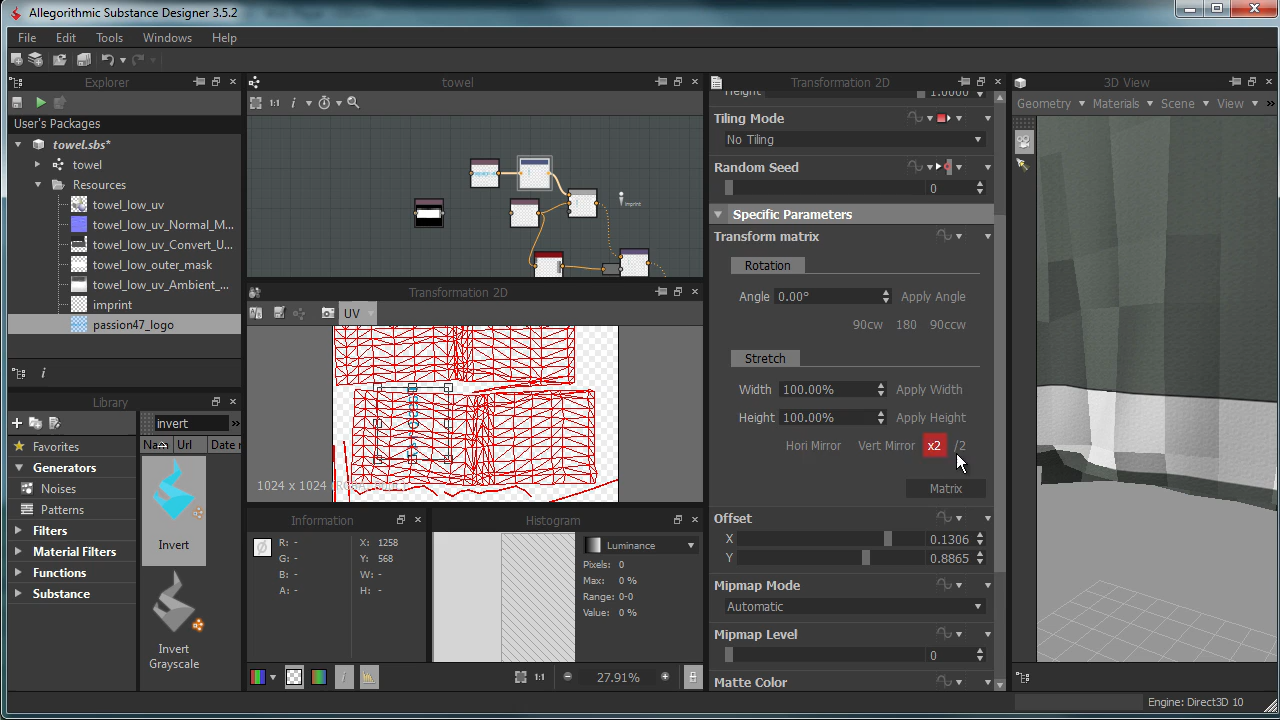 Allegorithmic Substance Designer 3.5.2
File Edit Tools Windows Help
Explorer
User's Packages
towel.sbs*
towel
Resources
towel_low_uv
towel_low_uv_Normal_M...
towel_low_uv_Convert_U...
towel_low_outer_mask
towel_low_uv_Ambient_...
imprint
passion47_logo
i
Library
invert
Name Url Date r
Favorites
Generators
Noises
Patterns
Filters
Material Filters
Functions
Substance
Invert
Invert
Grayscale
towel
1:1 i
imprint
Transformation 2D
UV
1024 x 1024
Information
R: - X: 1258
G: - Y: 568
B: - W: -
A: - H: -
Histogram
Luminance
Pixels: 0
Max: 0 %
Range: 0-0
Value: 0 %
i 1:1 27.91%
Transformation 2D
Height 1.0000
Tiling Mode
No Tiling
Random Seed
0
Specific Parameters
Transform matrix
Rotation
Angle 0.00° Apply Angle
90cw 180 90ccw
Stretch
Width 100.00% Apply Width
Height 100.00% Apply Height
Hori Mirror Vert Mirror x2 /2
Matrix
Offset
X 0.1306
Y 0.8865
Mipmap Mode
Automatic
Mipmap Level
0
Matte Color
3D View
Geometry Materials Scene View »
Engine: Direct3D 10